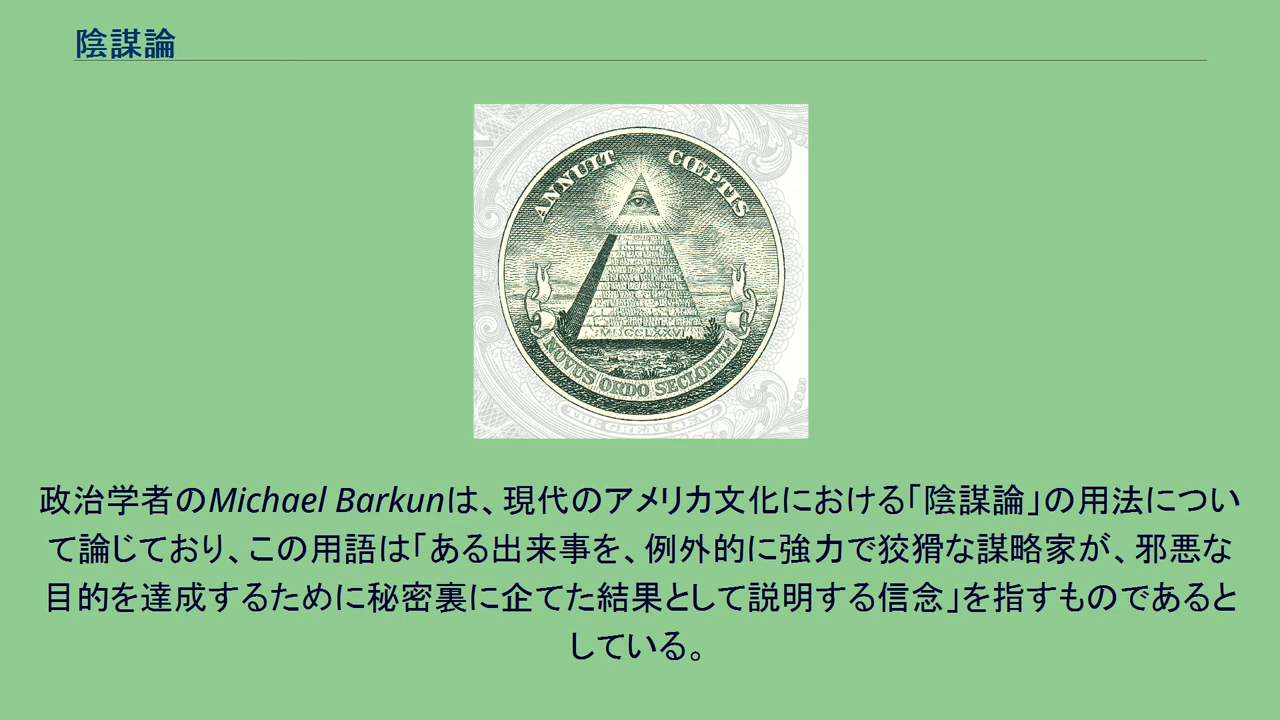 陰謀論
ANNUIT CŒPTIS
MDCCLXXVI
NOVUS ORDO SECLORUM
THE GREAT SEAL
政治学者のMichael Barkunは、現代のアメリカ文化における「陰謀論」の用法につい
て論じており、この用語は「ある出来事を、例外的に強力で狡猾な謀略家が、邪悪な
目的を達成するために秘密裏に企てた結果として説明する信念」を指すものであると
している。